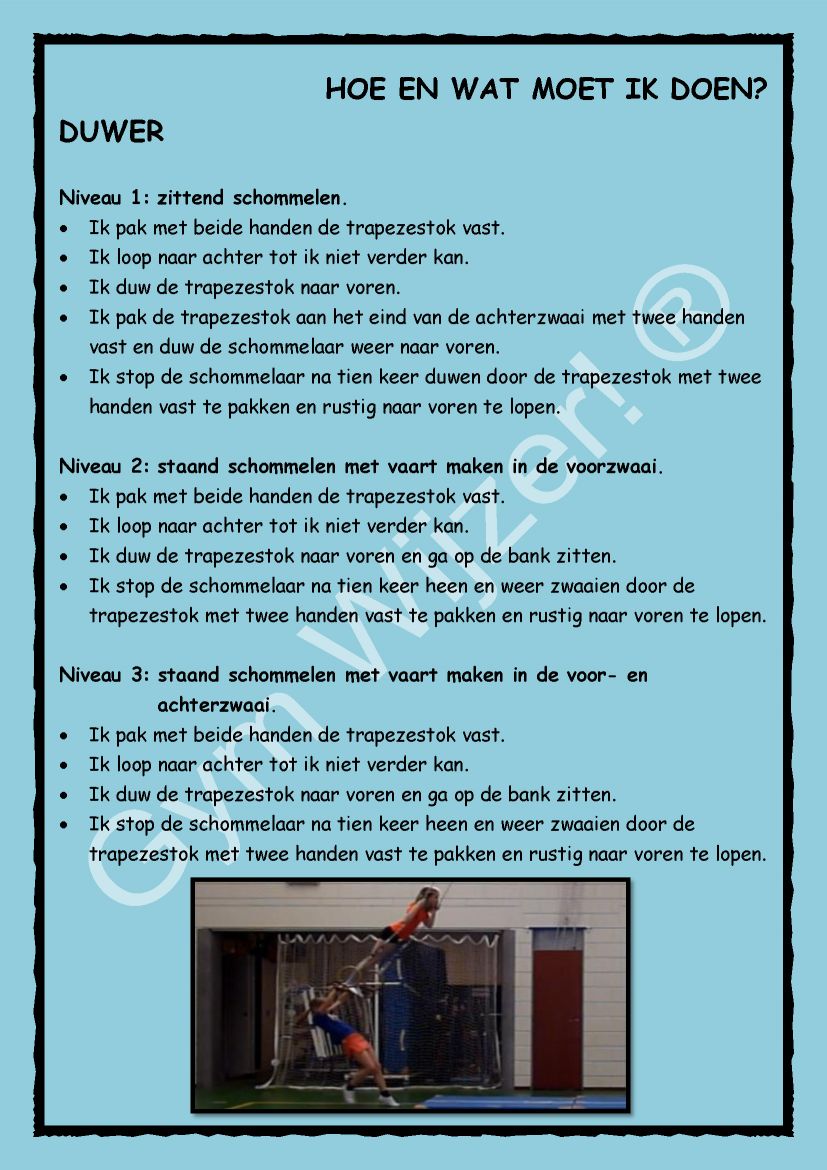 HOE EN WAT MOET IK DOEN?
DUWER
Niveau 1: zittend schommelen.
• Ik pak met beide handen de trapezestok vast.
• Ik loop naar achter tot ik niet verder kan.
• Ik duw de trapezestok naar voren.
• Ik pak de trapezestok aan het eind van de achterzwaai met twee handen
vast en duw de schommelaar weer naar voren.
• Ik stop de schommelaar na tien keer duwen door de trapezestok met twee
handen vast te pakken en rustig naar voren te lopen.
Niveau 2: staand schommelen met vaart maken in de voorzwaai.
• Ik pak met beide handen de trapezestok vast.
• Ik loop naar achter tot ik niet verder kan.
• Ik duw de trapezestok naar voren en ga op de bank zitten.
• Ik stop de schommelaar na tien keer heen en weer zwaaien door de
trapezestok met twee handen vast te pakken en rustig naar voren te lopen.
Niveau 3: staand schommelen met vaart maken in de voor- en
achterzwaai.
• Ik pak met beide handen de trapezestok vast.
• Ik loop naar achter tot ik niet verder kan.
• Ik duw de trapezestok naar voren en ga op de bank zitten.
• Ik stop de schommelaar na tien keer heen en weer zwaaien door de
trapezestok met twee handen vast te pakken en rustig naar voren te lopen.
Gym Wijzer! ®